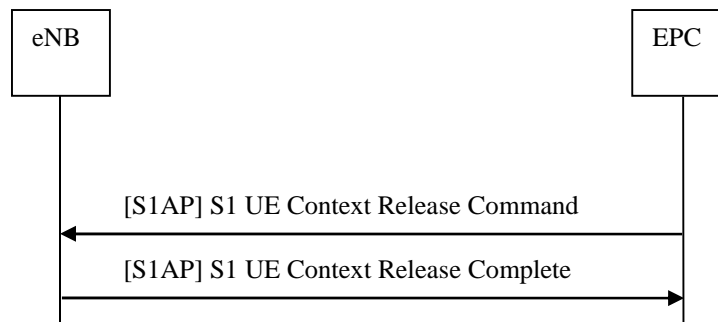 eNB
EPC
[S1AP] S1 UE Context Release Command
[S1AP] S1 UE Context Release Complete